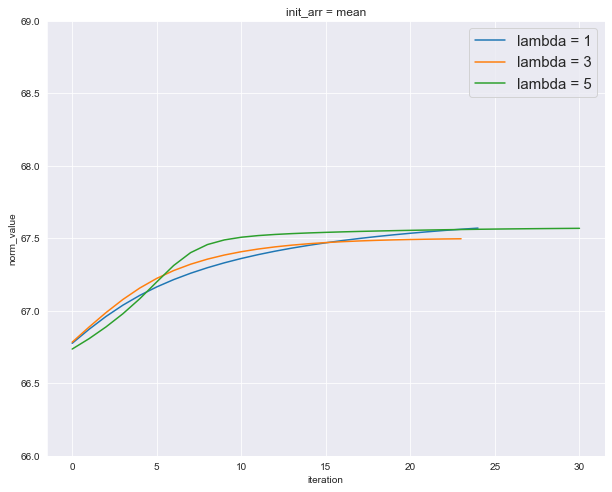 init_arr = mean
69.0
68.5
68.0
67.5
67.0
66.5
66.0
norm_value
lambda = 1
lambda = 3
lambda = 5
0 5 10 15 20 25 30
iteration